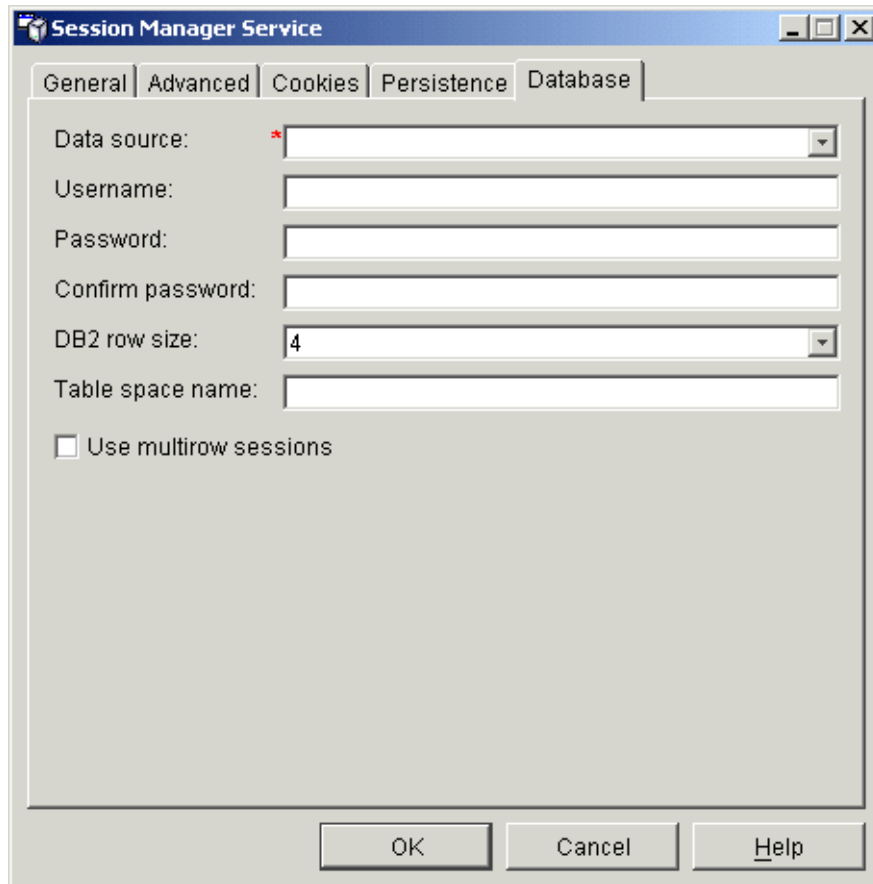 Session Manager Service
General Advanced Cookies Persistence Database
Data source: *
Username:
Password:
Confirm password:
DB2 row size: 4
Table space name:
Use multirow sessions
OK Cancel Help